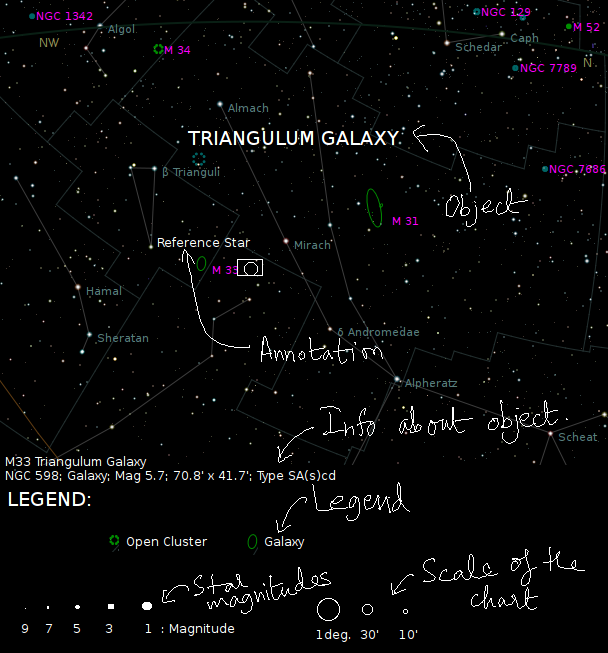 NGC 1342
NGC 129
M 52
Algol
Caph
NW
M 34
Schedar
N
NGC 7789
Almach
TRIANGULUM GALAXY
β Trianguli
NGC 7686
Object
M 31
Reference Star
Mirach
M 33
Hamal
Sheratan
δ Andromedae
Annotation
Alpheratz
Info about object.
Scheat
M33 Triangulum Galaxy
NGC 598; Galaxy; Mag 5.7; 70.8' x 41.7'; Type SA(s)cd
LEGEND:
Legend
Open Cluster
Galaxy
Star magnitudes
Scale of the chart
9 7 5 3 1 : Magnitude
1deg. 30' 10'